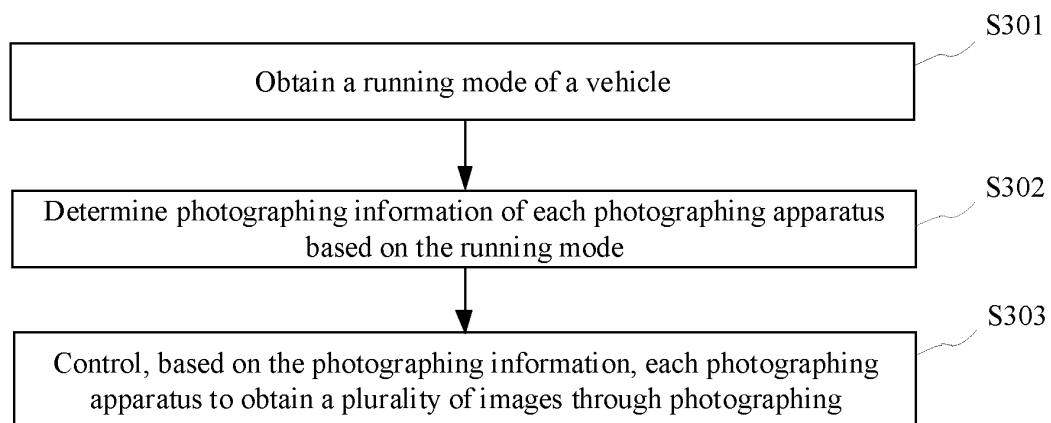 S301
Obtain a running mode of a vehicle
S302
Determine photographing information of each photographing apparatus
based on the running mode
S303
Control, based on the photographing information, each photographing
apparatus to obtain a plurality of images through photographing